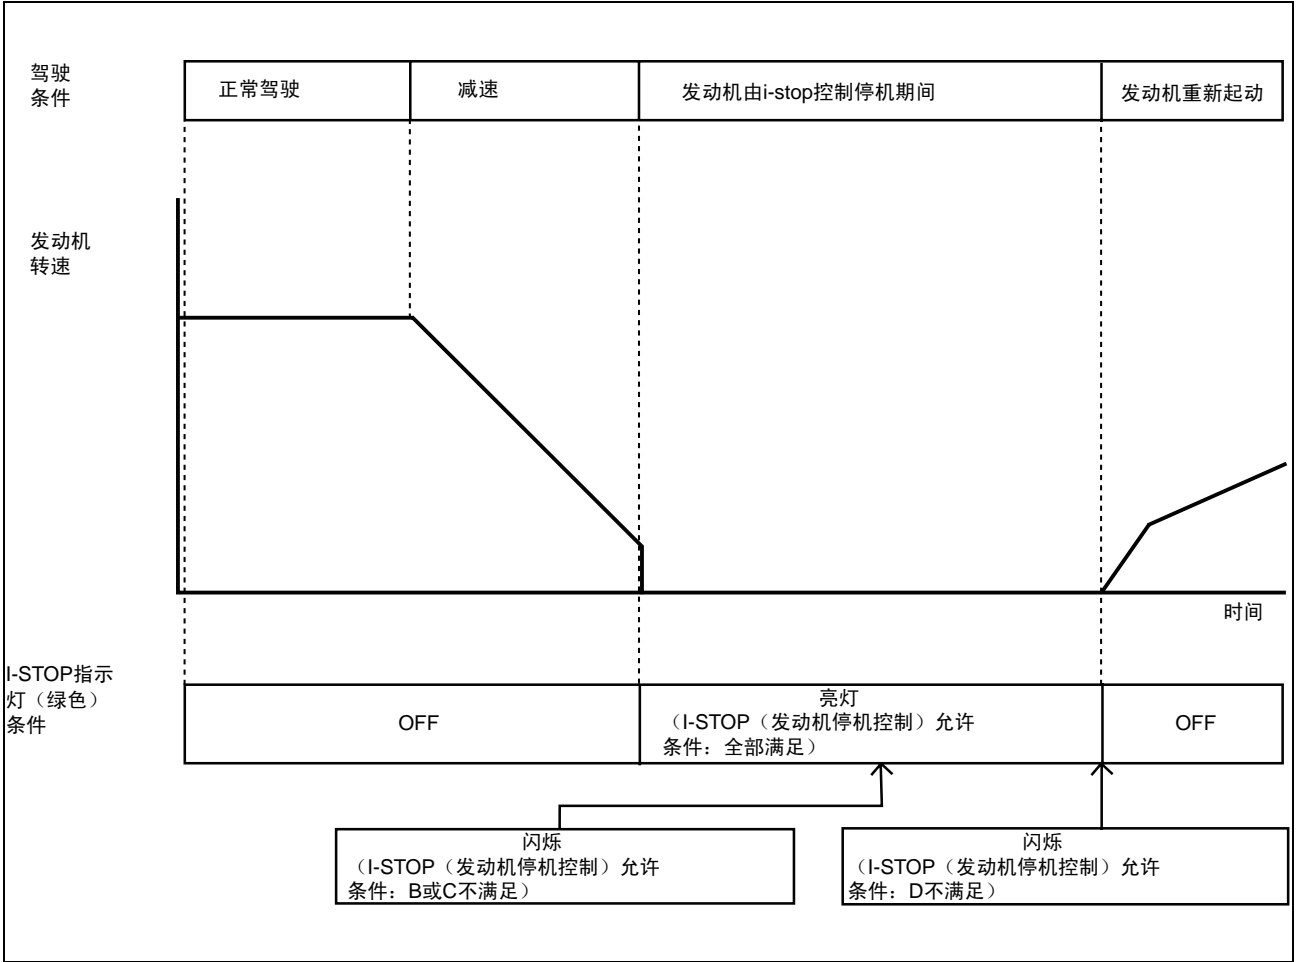 驾驶
条件
正常驾驶
减速
发动机由i-stop控制停机期间
发动机重新起动
发动机
转速
时间
I-STOP指示
灯（绿色）
条件
OFF
亮灯
（I-STOP（发动机停机控制）允许
条件：全部满足）
OFF
闪烁
（I-STOP（发动机停机控制）允许
条件：B或C不满足）
闪烁
（I-STOP（发动机停机控制）允许
条件：D不满足）